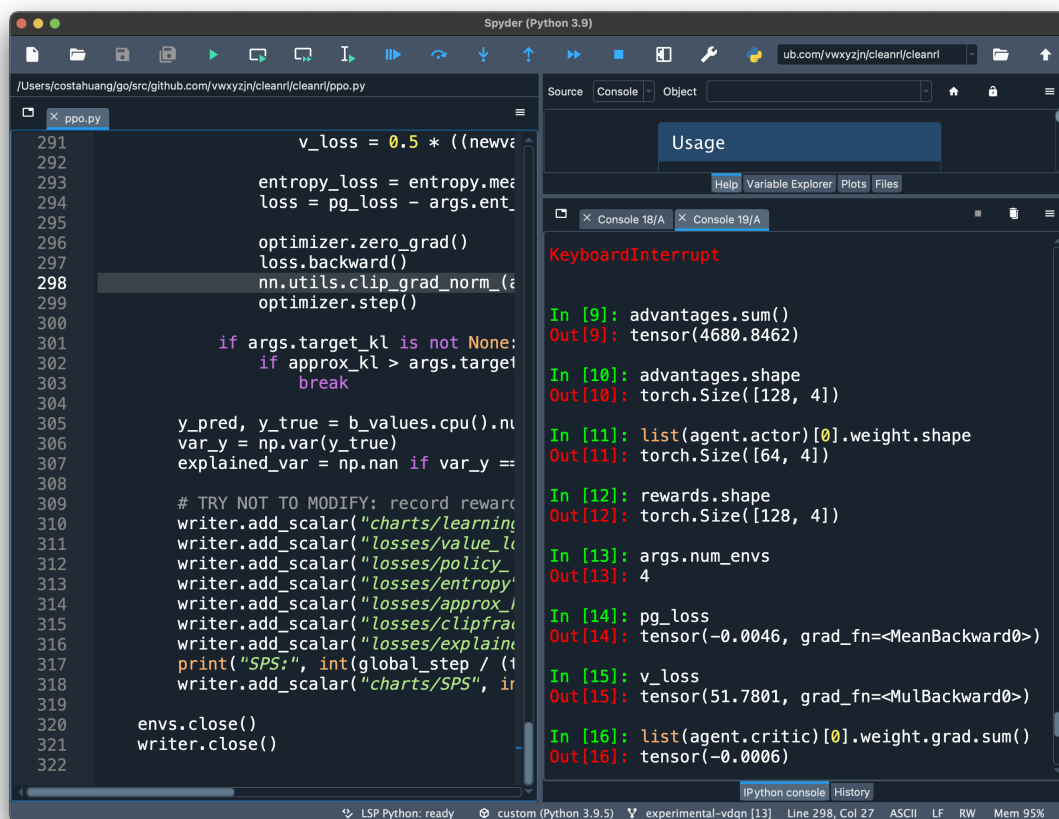 Spyder (Python 3.9)
ub.com/vwxyzjn/cleanrl/cleanrl
/Users/costahuang/go/src/github.com/vwxyzjn/cleanrl/cleanrl/ppo.py
ppo.py
291 v_loss = 0.5 * ((newva
292
293 entropy_loss = entropy.mea
294 loss = pg_loss - args.ent_
295
296 optimizer.zero_grad()
297 loss.backward()
298 nn.utils.clip_grad_norm_(a
299 optimizer.step()
300
301 if args.target_kl is not None:
302 if approx_kl > args.target
303 break
304
305 y_pred, y_true = b_values.cpu().nu
306 var_y = np.var(y_true)
307 explained_var = np.nan if var_y ==
308
309 # TRY NOT TO MODIFY: record reward
310 writer.add_scalar("charts/learning
311 writer.add_scalar("losses/value_lo
312 writer.add_scalar("losses/policy_
313 writer.add_scalar("losses/entropy"
314 writer.add_scalar("losses/approx_k
315 writer.add_scalar("losses/clipfrac
316 writer.add_scalar("losses/explaine
317 print("SPS:", int(global_step / (t
318 writer.add_scalar("charts/SPS", in
319
320 envs.close()
321 writer.close()
322
Source Console Object
Usage
Help Variable Explorer Plots Files
Console 18/A Console 19/A
KeyboardInterrupt
In [9]: advantages.sum()
Out[9]: tensor(4680.8462)
In [10]: advantages.shape
Out[10]: torch.Size([128, 4])
In [11]: list(agent.actor)[0].weight.shape
Out[11]: torch.Size([64, 4])
In [12]: rewards.shape
Out[12]: torch.Size([128, 4])
In [13]: args.num_envs
Out[13]: 4
In [14]: pg_loss
Out[14]: tensor(-0.0046, grad_fn=<MeanBackward0>)
In [15]: v_loss
Out[15]: tensor(51.7801, grad_fn=<MulBackward0>)
In [16]: list(agent.critic)[0].weight.grad.sum()
Out[16]: tensor(-0.0006)
IPython console History
LSP Python: ready custom (Python 3.9.5) experimental-vdqn [13] Line 298, Col 27 ASCII LF RW Mem 95%